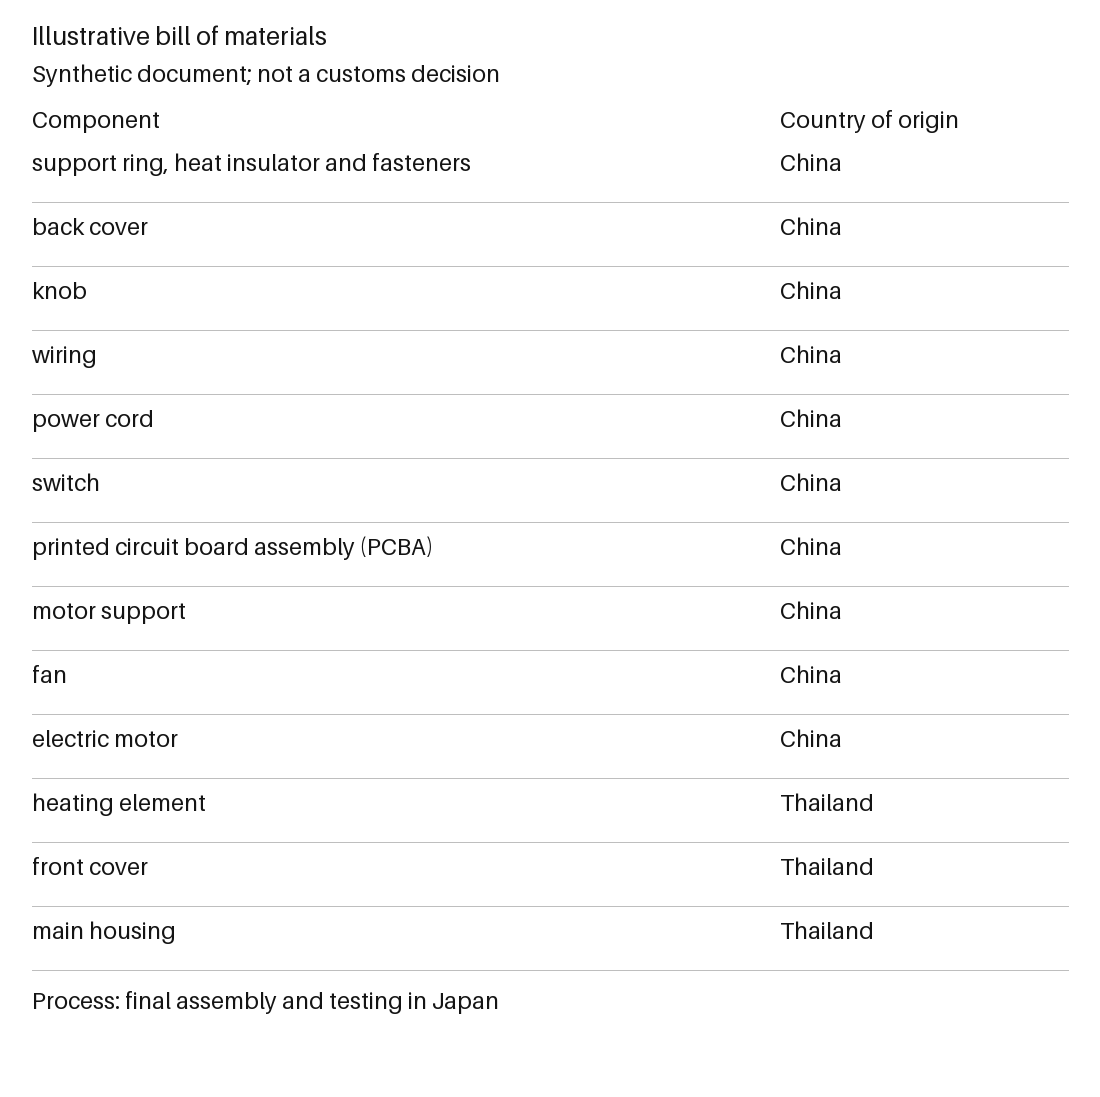 Illustrative bill of materials
Synthetic document; not a customs decision
Component Country of origin
support ring, heat insulator and fasteners China
back cover China
knob China
wiring China
power cord China
switch China
printed circuit board assembly (PCBA) China
motor support China
fan China
electric motor China
heating element Thailand
front cover Thailand
main housing Thailand
Process: final assembly and testing in Japan